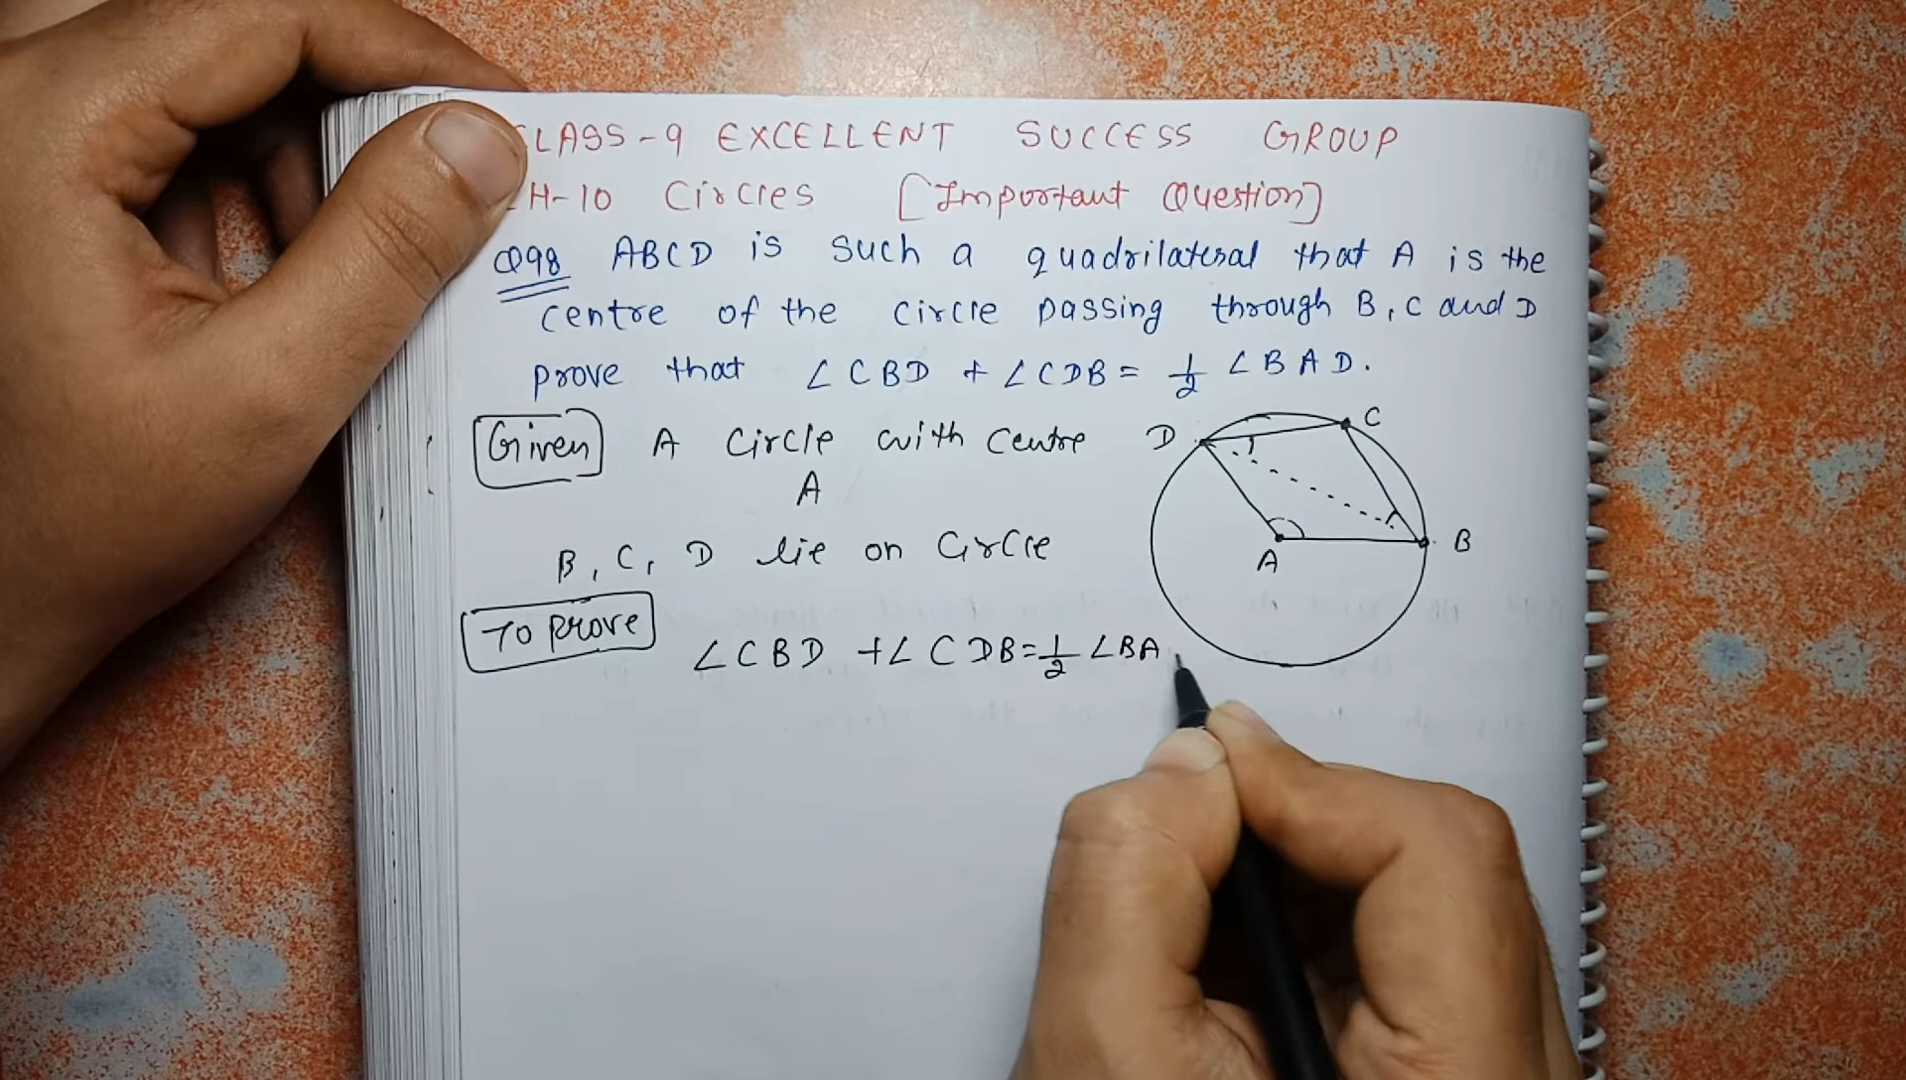 LASS-9 EXCELLENT SUCCESS GROUP
H-10 Circles [Important Question]
Q98 ABCD is such a quadrilateral that A is the
centre of the circle passing through B, C and D
prove that ∠CBD + ∠CDB = 1/2 ∠BAD.
Given A Circle with centre
A
B, C, D lie on Circle
To prove
∠CBD + ∠CDB = 1/2 ∠BA
D
C
A
B